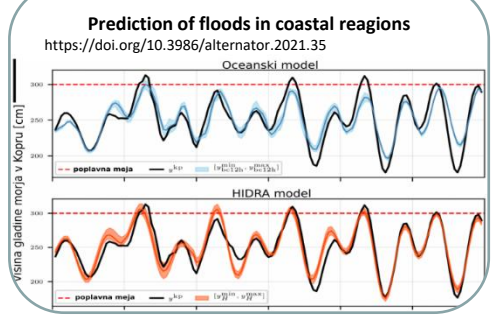 Prediction of floods in coastal reagions
https://doi.org/10.3986/alternator.2021.35
Oceanski model
višina gladine morja v Kopru [cm]
300
250
200
poplavna meja
HIDRA model
300
250
200
poplavna meja